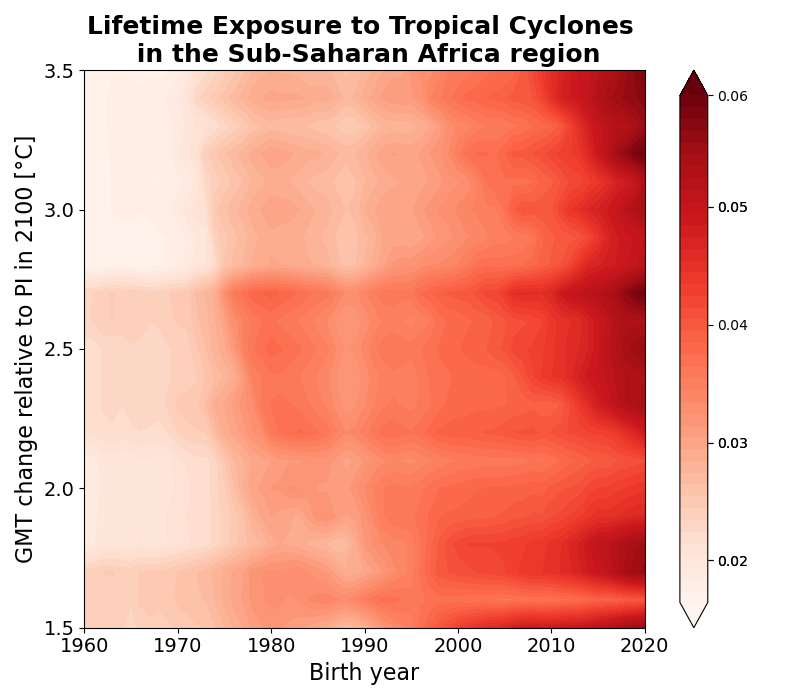 Lifetime Exposure to Tropical Cyclones
in the Sub-Saharan Africa region
GMT change relative to PI in 2100 [°C]
3.5
3.0
2.5
2.0
1.5
1960 1970 1980 1990 2000 2010 2020
Birth year
0.06
0.05
0.04
0.03
0.02